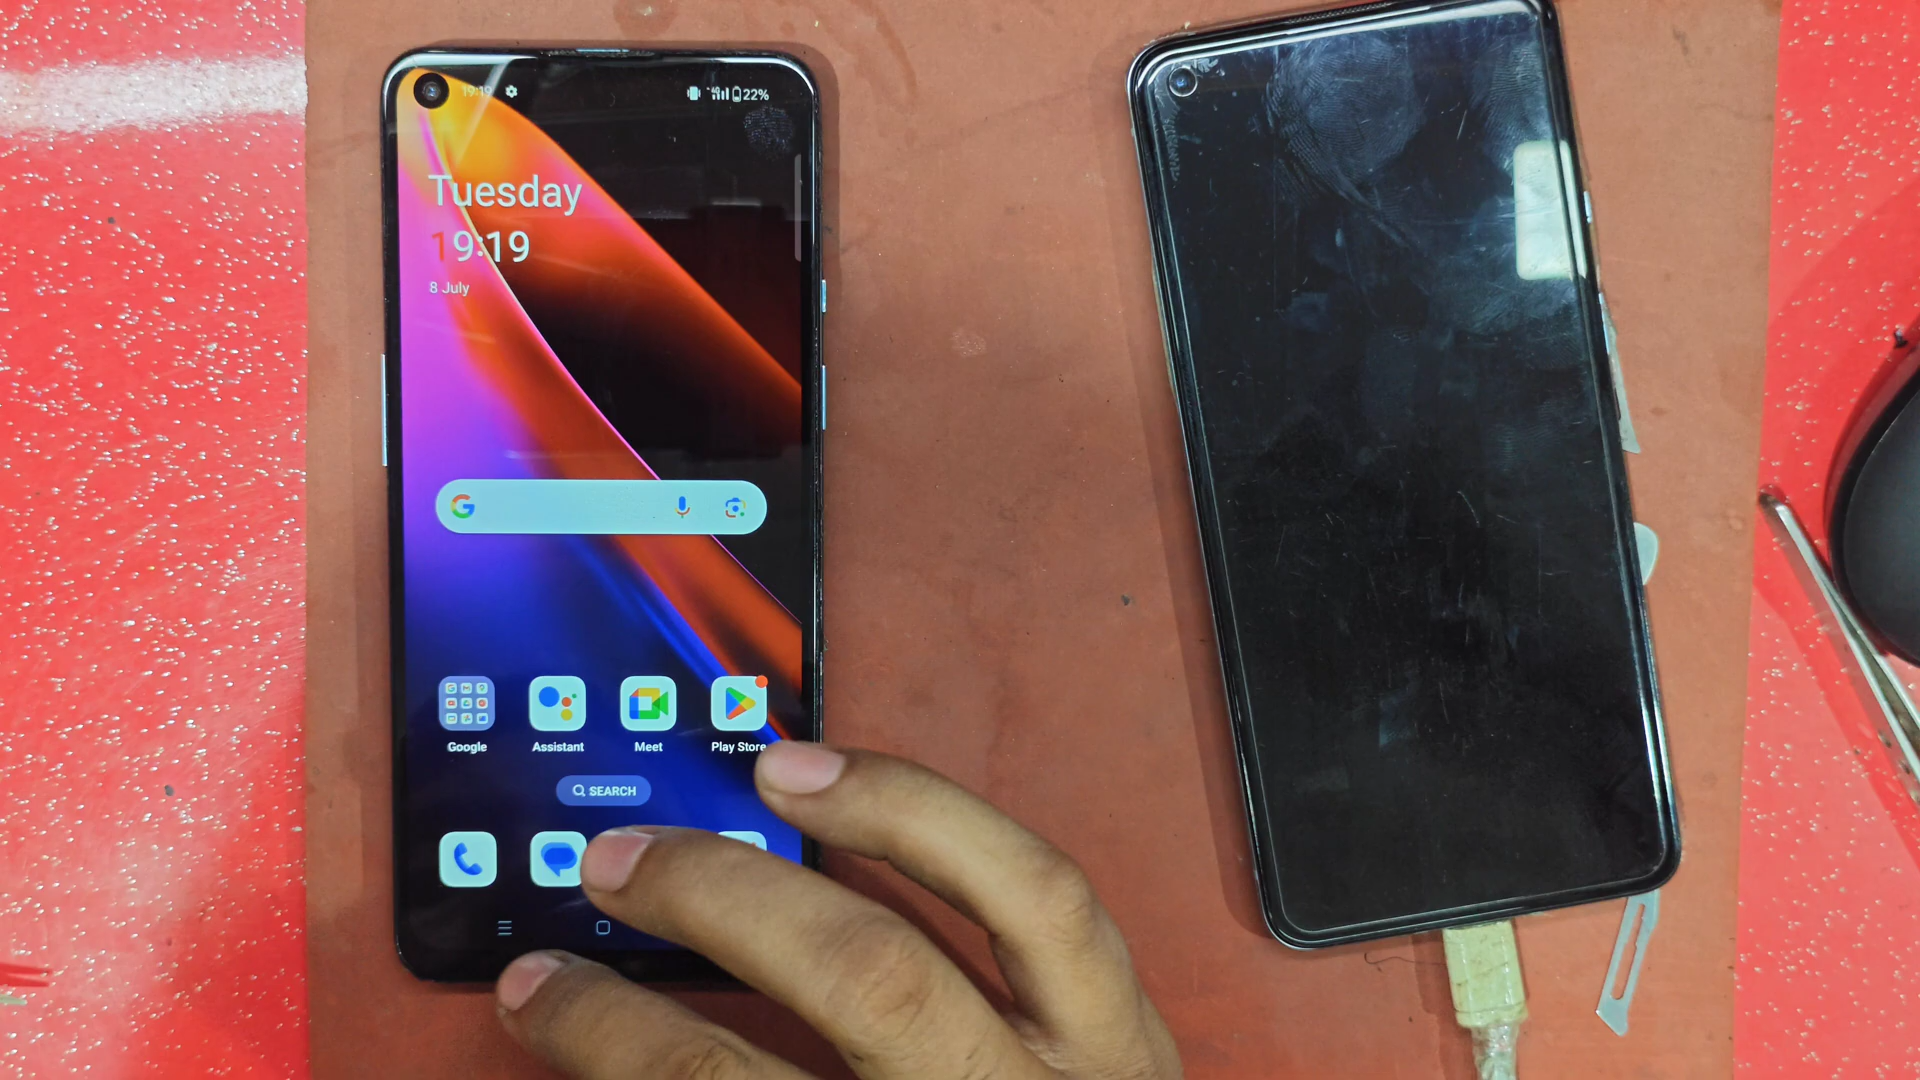 19:19
22%
Tuesday
19:19
8 July
G
Google
Assistant
Meet
Play Store
SEARCH